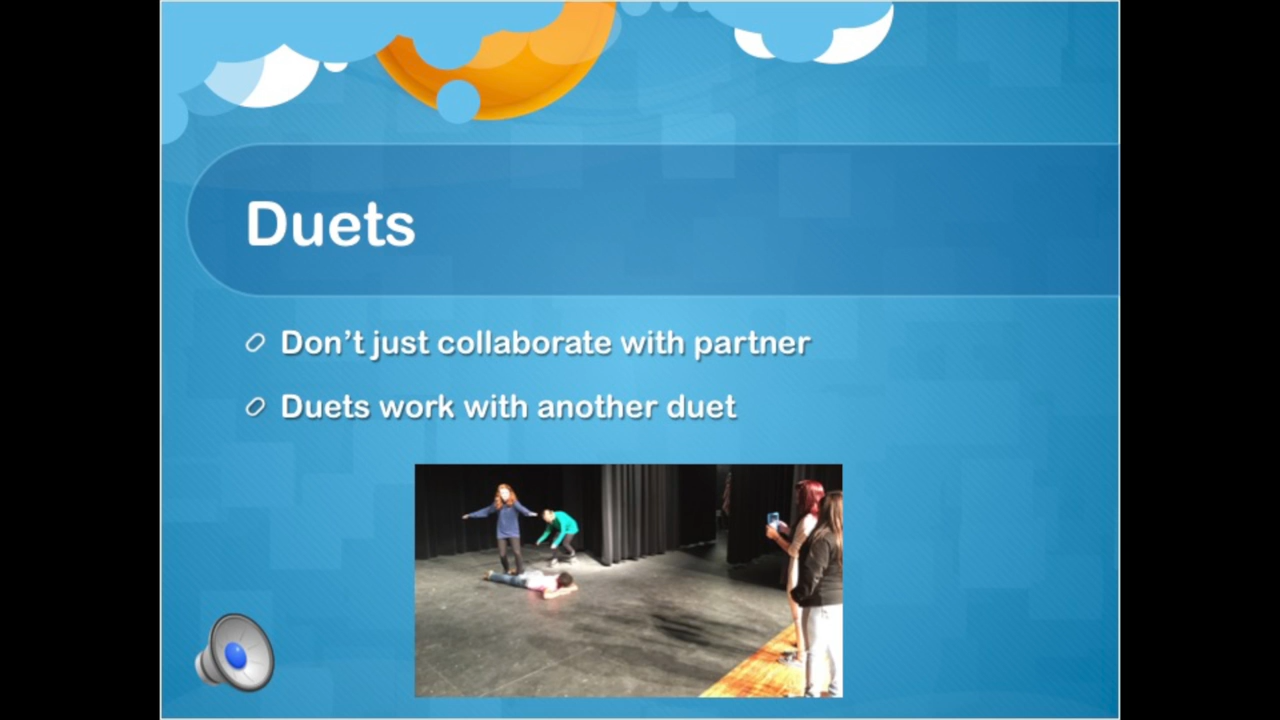 Duets
Don’t just collaborate with partner
Duets work with another duet